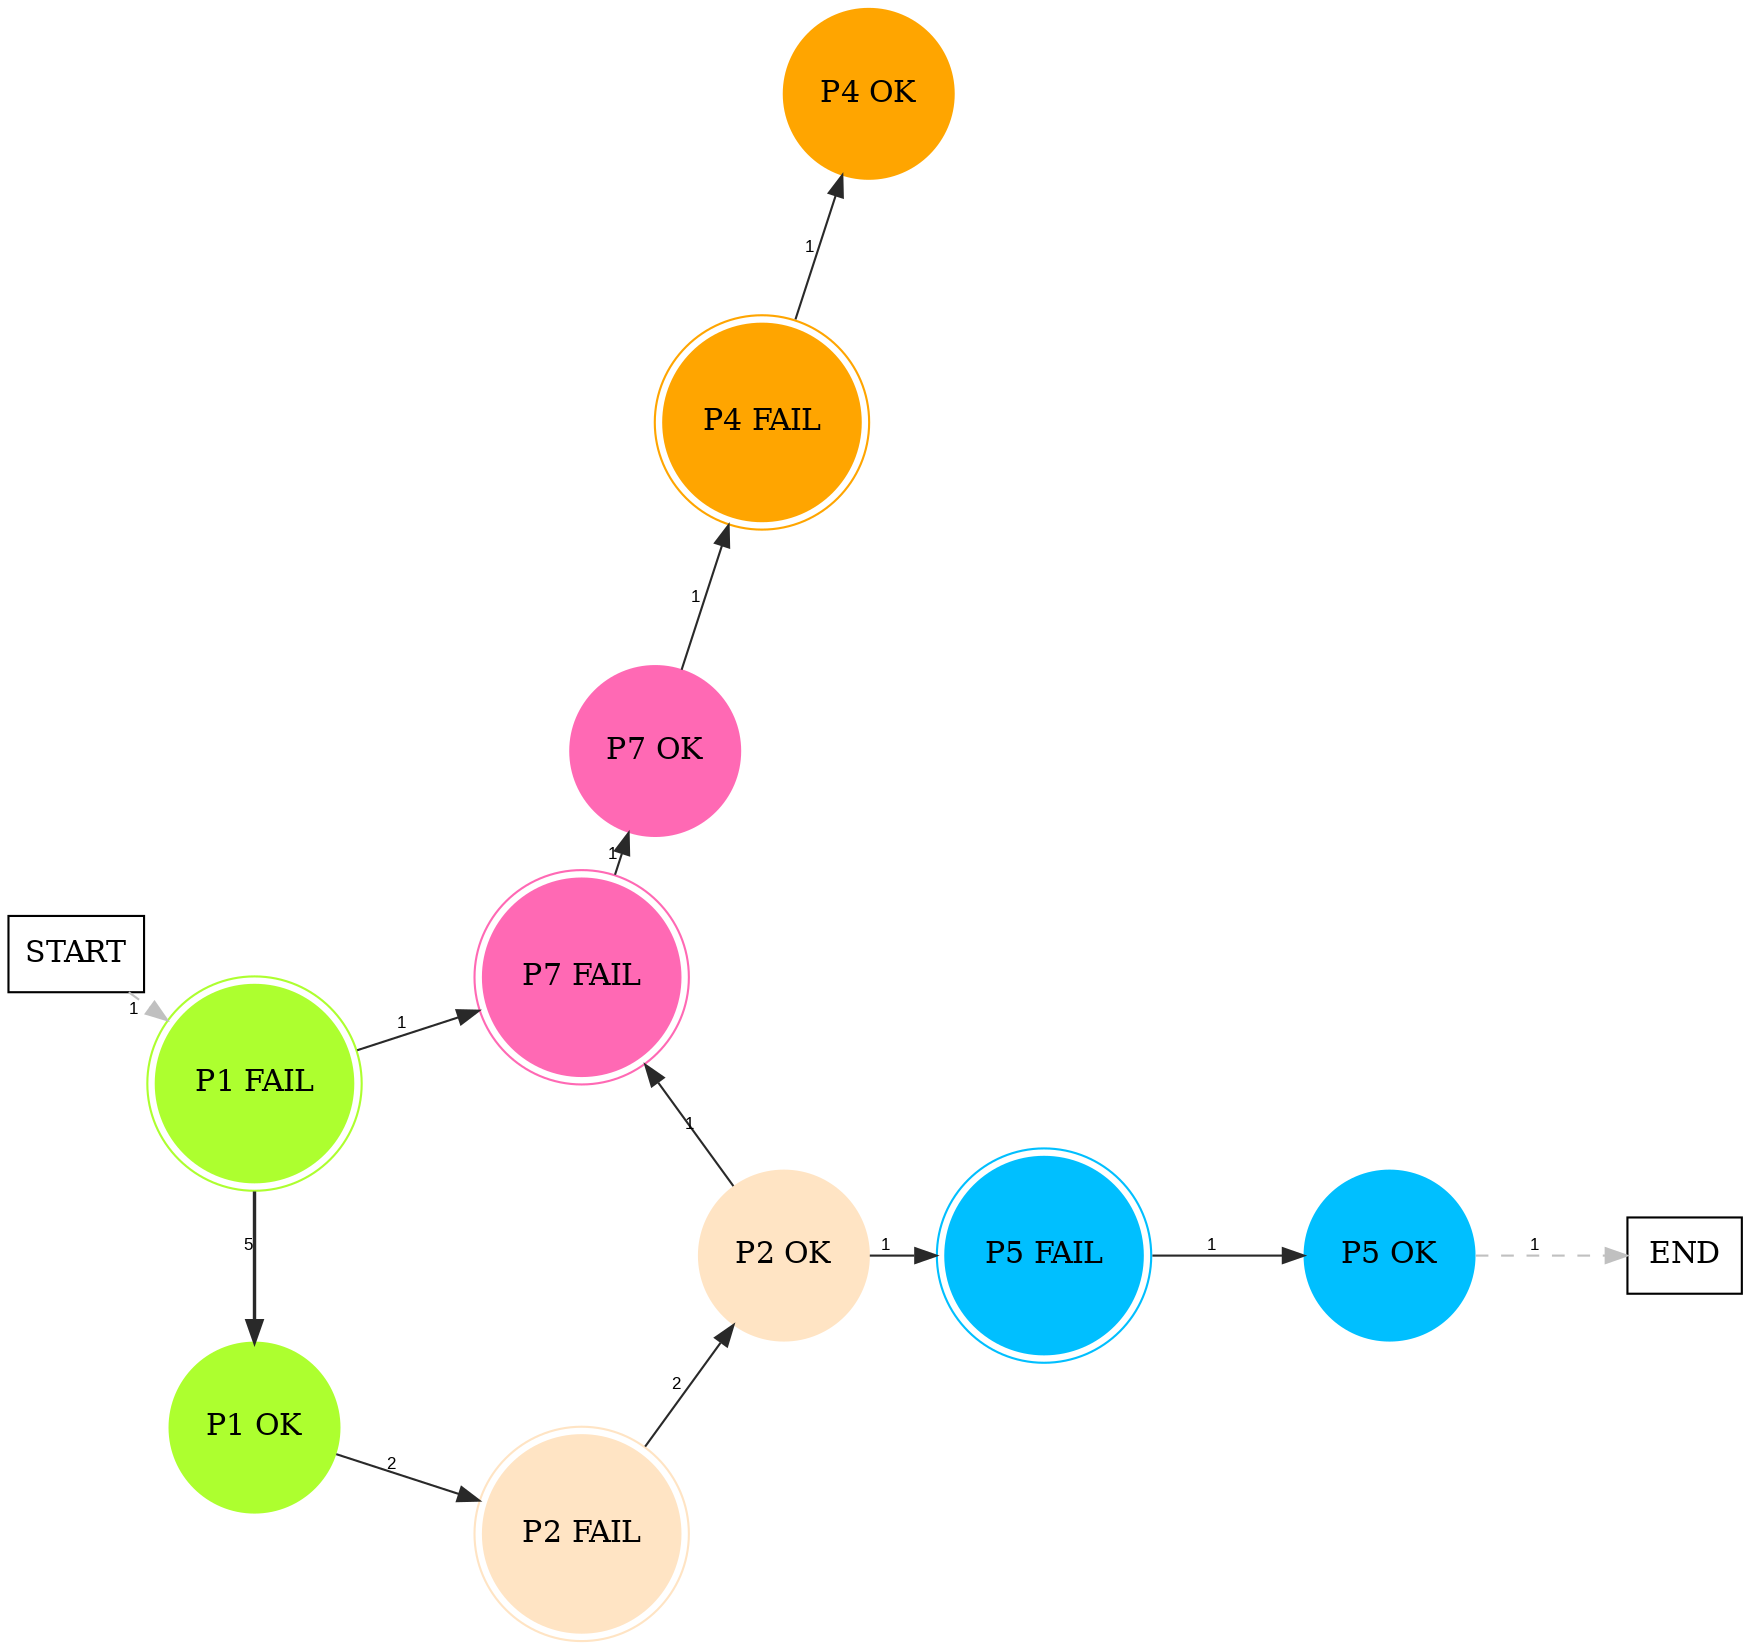 P4 OK
1
P4 FAIL
1
P7 OK
1
START
1
P7 FAIL
1
P1 FAIL
1
5
P2 OK
1
P5 FAIL
1
P5 OK
1
END
2
P1 OK
2
P2 FAIL